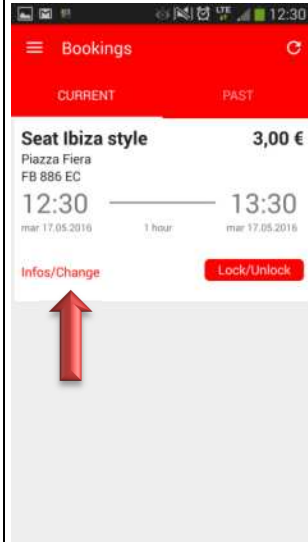 LTE 12:30
Bookings
CURRENT PAST
Seat Ibiza style 3,00 €
Piazza Fiera
FB 886 EC
12:30 13:30
mar 17.05.2016 1 hour mar 17.05.2016
Infos/Change Lock/Unlock